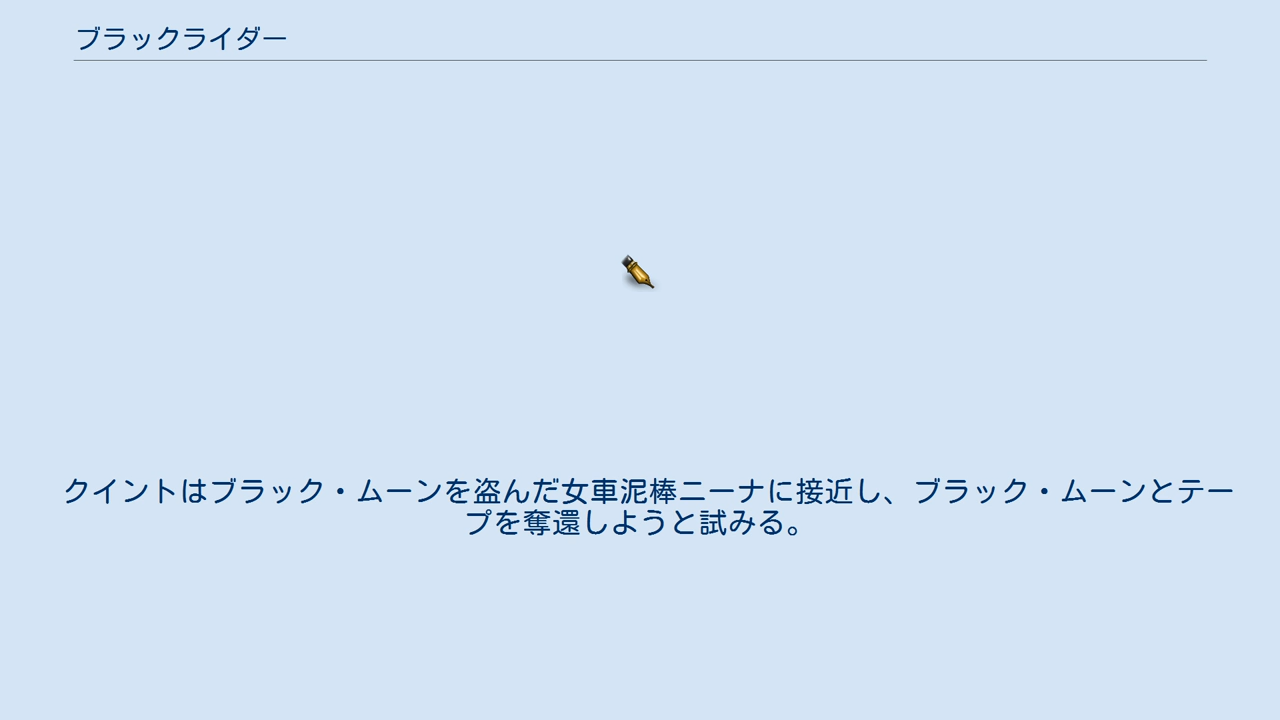 ブラックライダー
クイントはブラック・ムーンを盗んだ女車泥棒ニーナに接近し、ブラック・ムーンとテー
プを奪還しようと試みる。